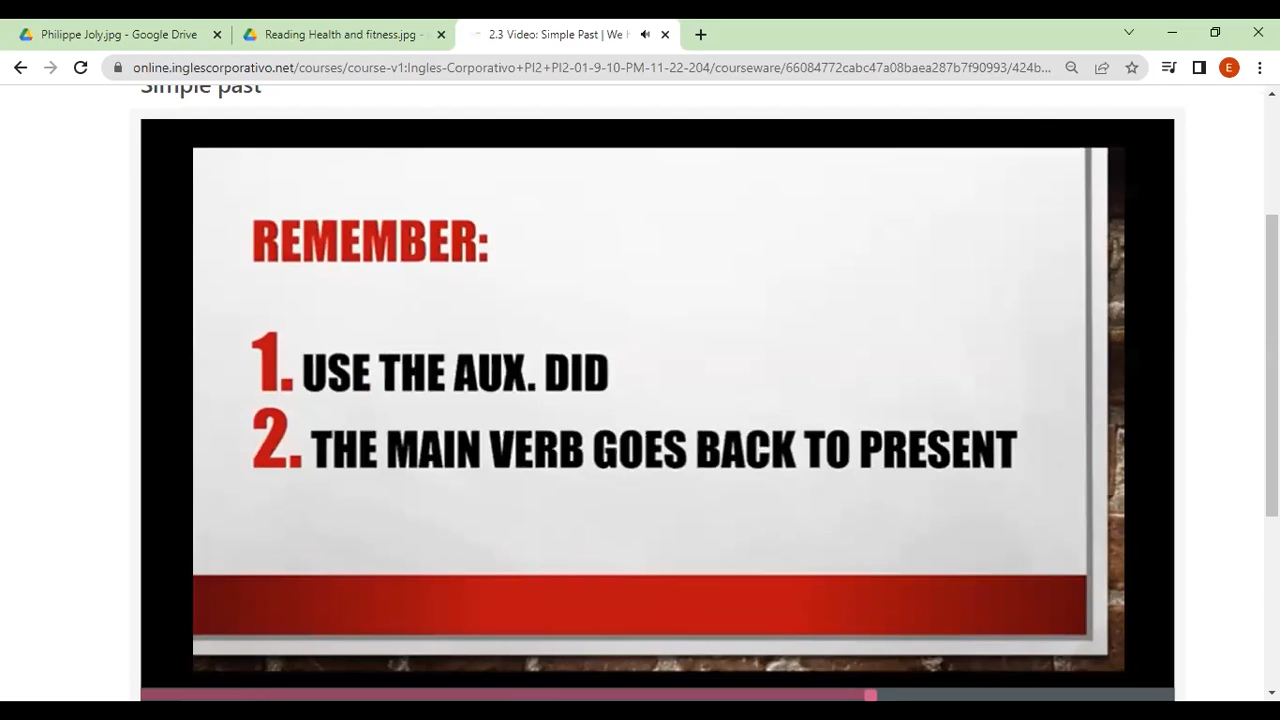 Philippe Joly.jpg - Google Drive
Reading Health and fitness.jpg -
2.3 Video: Simple Past | We I
online.inglescorporativo.net/courses/course-v1:Ingles-Corporativo+PI2+PI2-01-9-10-PM-11-22-204/courseware/66084772cabc47a08baea287b7f90993/424b...
E
Simple past
REMEMBER:
1. USE THE AUX. DID
2. THE MAIN VERB GOES BACK TO PRESENT